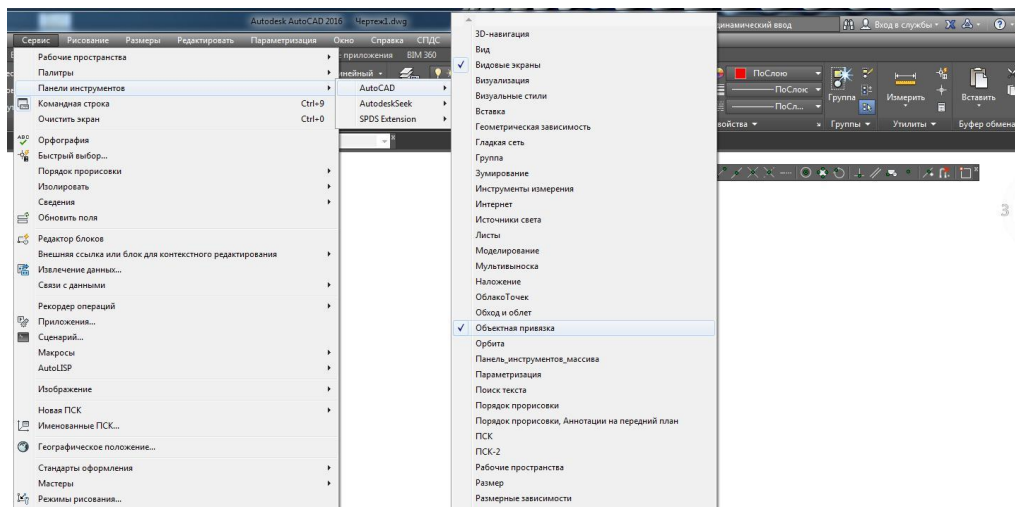 Autodesk AutoCAD 2016 Чертеж1.dwg
динамический ввод
Вход в службы
Сервис Рисование Размеры Редактировать Параметризация Окно Справка СПДС
приложения BIM 360
Рабочие пространства
Палитры
Панели инструментов
Командная строка Ctrl+9
Очистить экран Ctrl+0
Орфография
Быстрый выбор...
Порядок прорисовки
Изолировать
Сведения
Обновить поля
Редактор блоков
Внешняя ссылка или блок для контекстного редактирования
Извлечение данных...
Связи с данными
Рекордер операций
Приложения...
Сценарий...
Макросы
AutoLISP
Изображение
Новая ПСК
Именованные ПСК...
Географическое положение...
Стандарты оформления
Мастеры
Режимы рисования...
AutoCAD
AutodeskSeek
SPDS Extension
3D-навигация
Вид
Видовые экраны
Визуализация
Визуальные стили
Вставка
Геометрическая зависимость
Гладкая сеть
Группа
Зумирование
Инструменты измерения
Интернет
Источники света
Листы
Моделирование
Мультивыноска
Наложение
ОблакоТочек
Обход и облет
Объектная привязка
Орбита
Панель_инструментов_массива
Параметризация
Поиск текста
Порядок прорисовки
Порядок прорисовки, Аннотации на передний план
ПСК
ПСК-2
Рабочие пространства
Размер
Размерные зависимости
ПоСлою
ПоСлою
ПоСл...
Группа
Измерить
Вставить
Группы
Утилиты
Буфер обмена
3